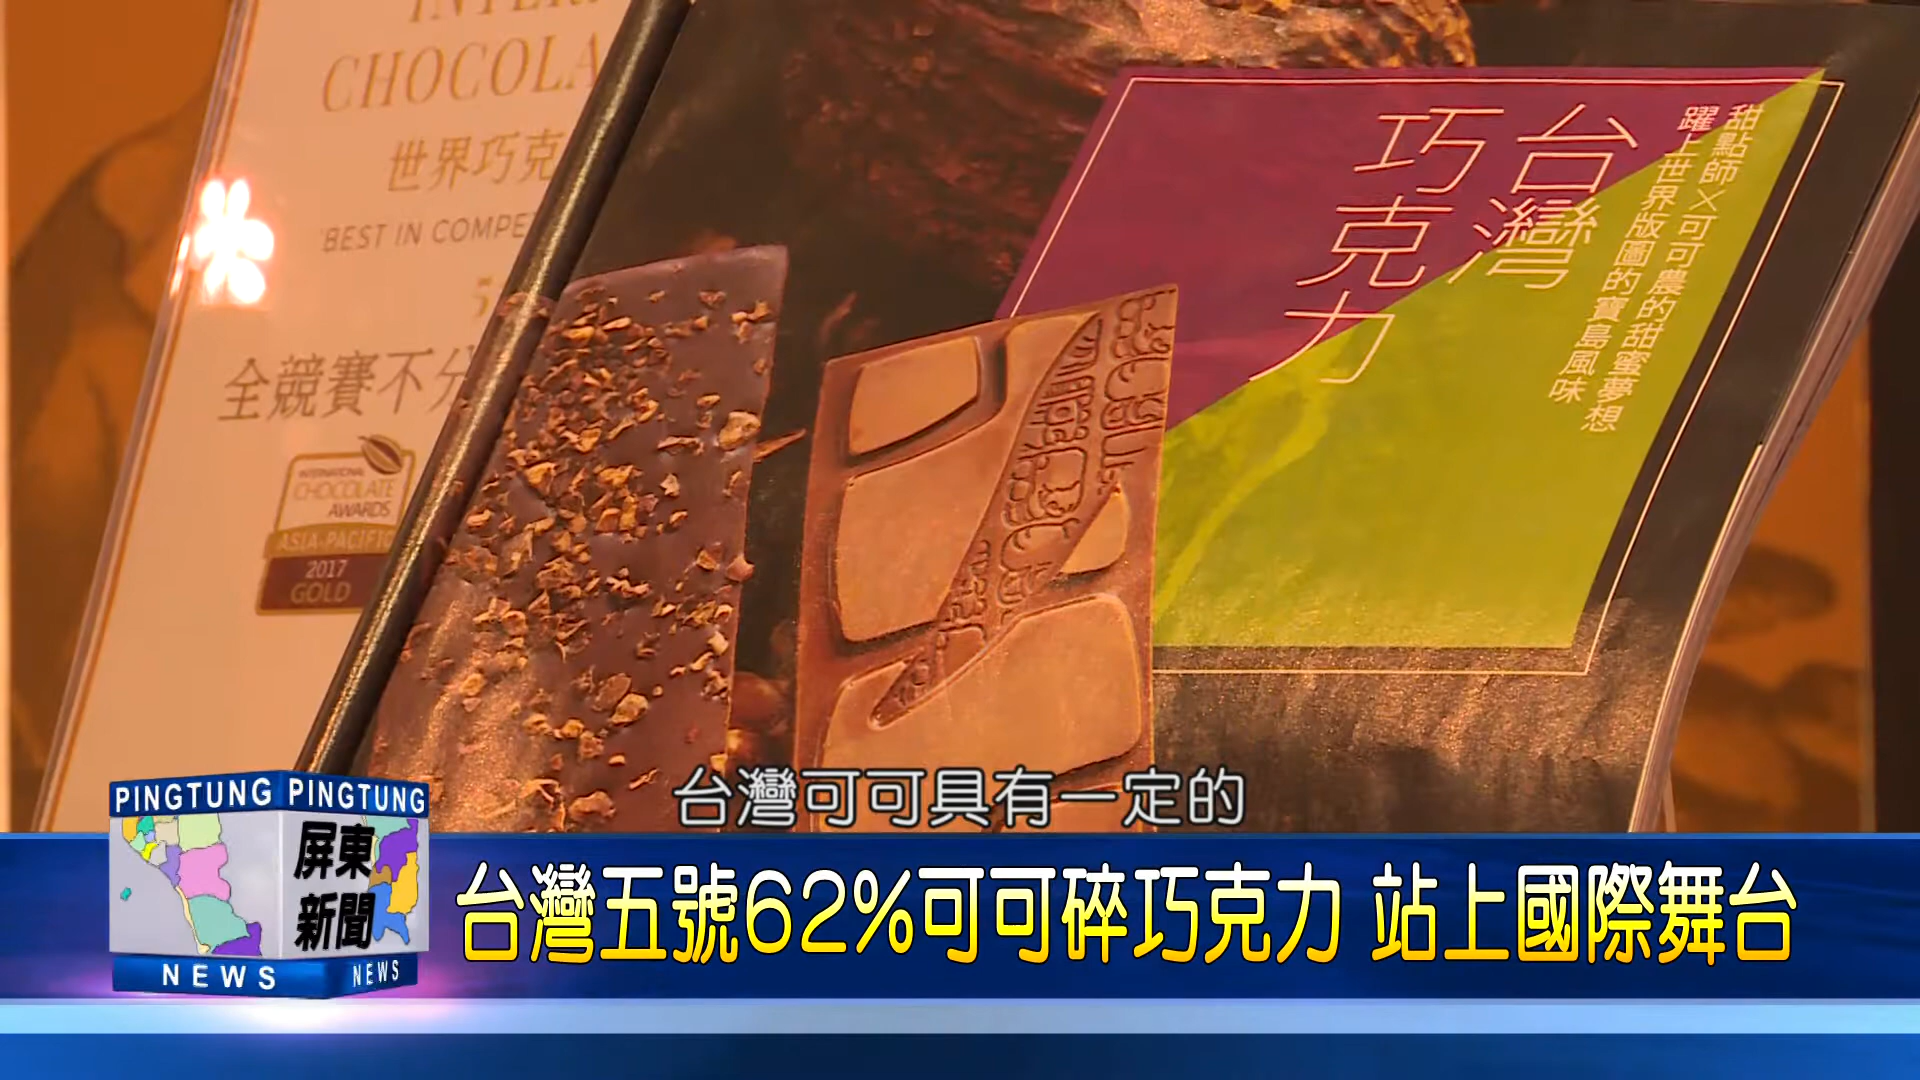 INTER
CHOCOLA
世界巧克
BEST IN COMPE
全競賽不分
INTERNATIONAL
CHOCOLATE
AWARDS
ASIA-PACIFIC
2017
GOLD
台灣
巧克力
甜點師×可可農的甜蜜夢想
躍上世界版圖的寶島風味
台灣可可具有一定的
PINGTUNG PINGTUNG
屏東
新聞
NEWS NEWS
台灣五號62%可可碎巧克力 站上國際舞台